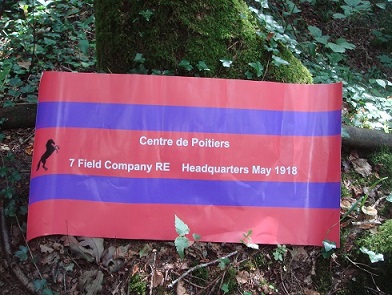 Centre de Poitiers
7 Field Company RE Headquarters May 1918